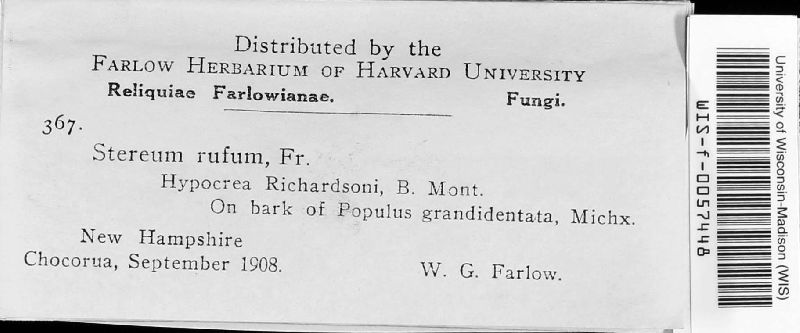 Distributed by the
FARLOW HERBARIUM OF HARVARD UNIVERSITY
Reliquiae Farlowianae. Fungi.
367.
Stereum rufum, Fr.
Hypocrea Richardsoni, B. Mont.
On bark of Populus grandidentata, Michx.
New Hampshire
Chocorua, September 1908. W. G. Farlow.
University of Wisconsin-Madison (WIS)
WIS-f-0057448